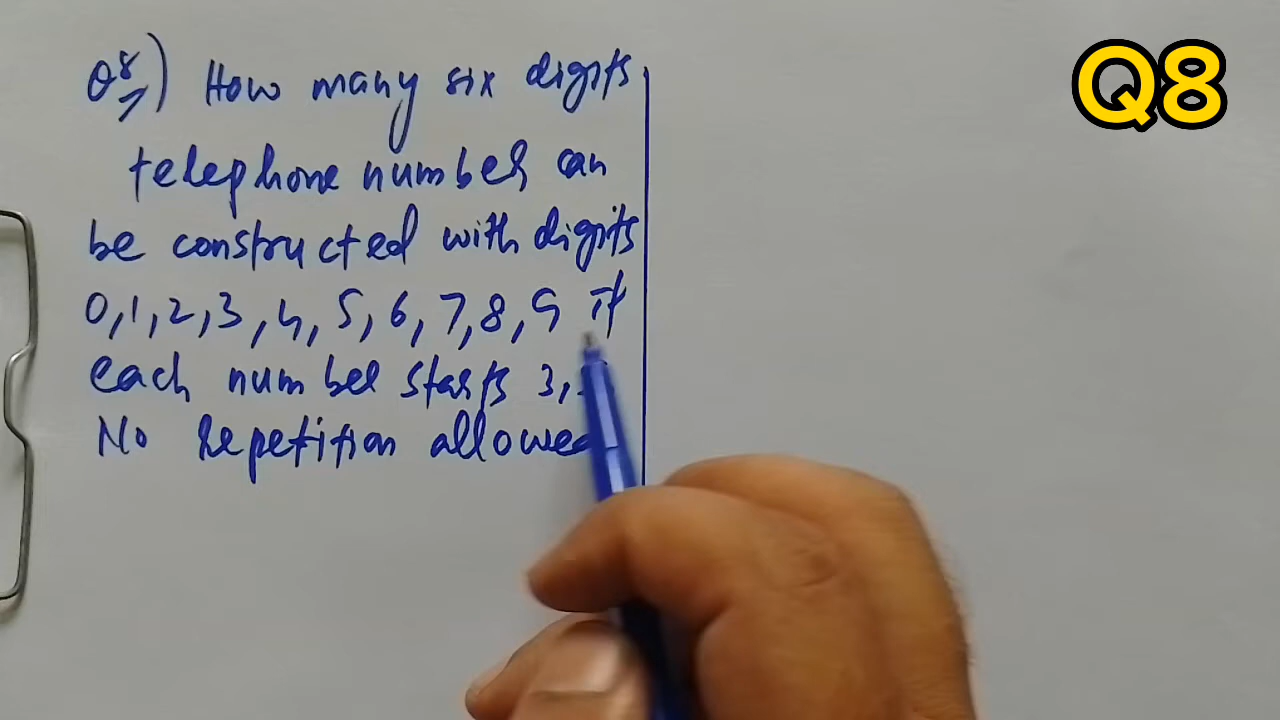 Q8) How many six digits
telephone number can
be constructed with digits
0,1,2,3,4,5,6,7,8,9 if
each number starts 3,
No repetition allowed
Q8